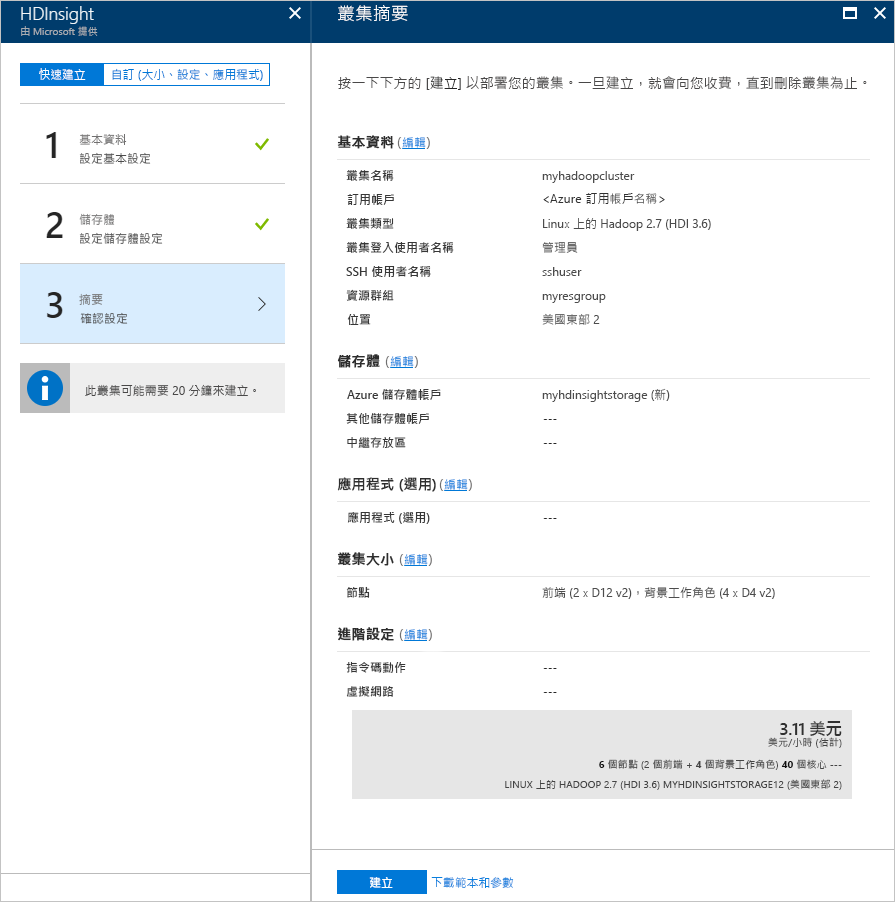 HDInsight
由 Microsoft 提供
快速建立
自訂 (大小、設定、應用程式)
1
基本資料
設定基本設定
2
儲存體
設定儲存體設定
3
摘要
確認設定
此叢集可能需要 20 分鐘來建立。
叢集摘要
按一下下方的 [建立] 以部署您的叢集。一旦建立，就會向您收費，直到刪除叢集為止。
基本資料 (編輯)
叢集名稱 myhadoopcluster
訂用帳戶 <Azure 訂用帳戶名稱>
叢集類型 Linux 上的 Hadoop 2.7 (HDI 3.6)
叢集登入使用者名稱 管理員
SSH 使用者名稱 sshuser
資源群組 myresgroup
位置 美國東部 2
儲存體 (編輯)
Azure 儲存體帳戶 myhdinsightstorage (新)
其他儲存體帳戶 ---
中繼存放區 ---
應用程式 (選用) (編輯)
應用程式 (選用) ---
叢集大小 (編輯)
節點 前端 (2 x D12 v2)，背景工作角色 (4 x D4 v2)
進階設定 (編輯)
指令碼動作 ---
虛擬網路 ---
3.11 美元
美元/小時 (估計)
6 個節點 (2 個前端 + 4 個背景工作角色) 40 個核心 ---
LINUX 上的 HADOOP 2.7 (HDI 3.6) MYHDINSIGHTSTORAGE12 (美國東部 2)
建立
下載範本和參數